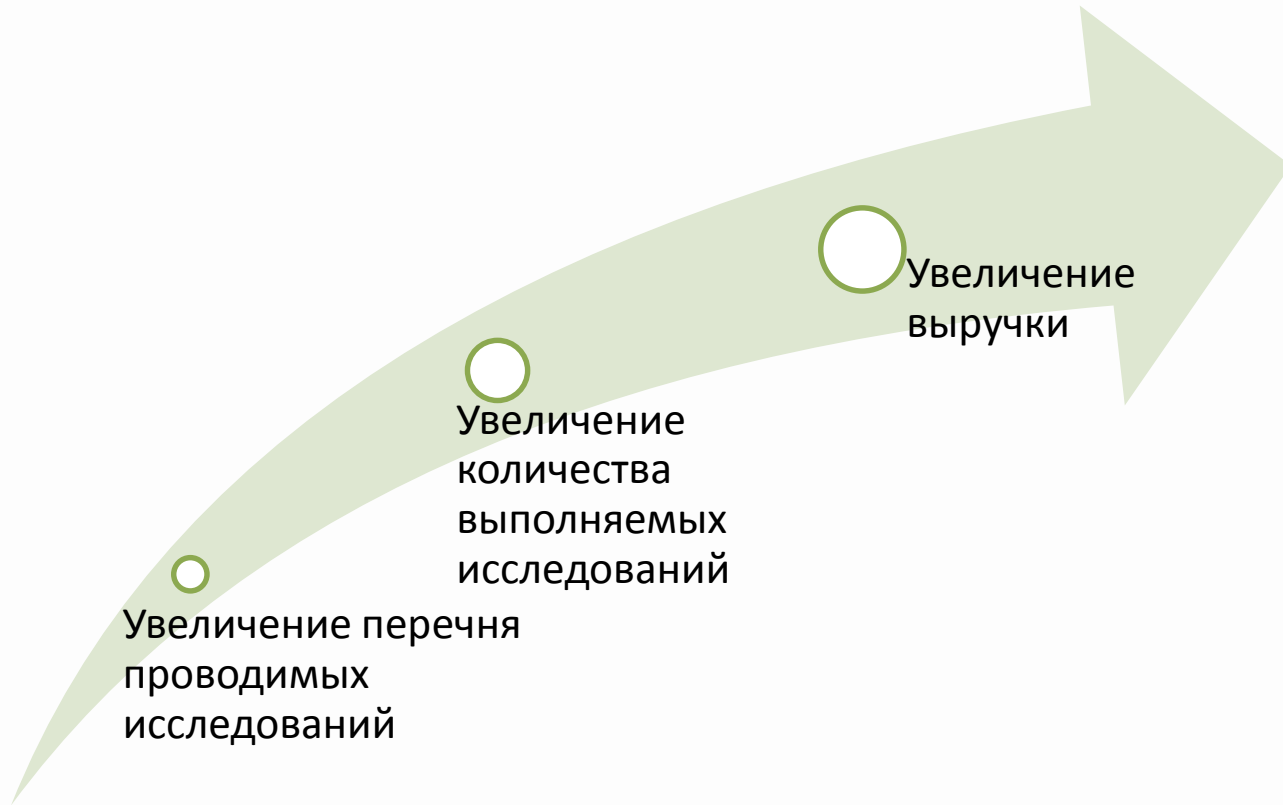 Увеличение
выручки
Увеличение
количества
выполняемых
исследований
Увеличение перечня
проводимых
исследований